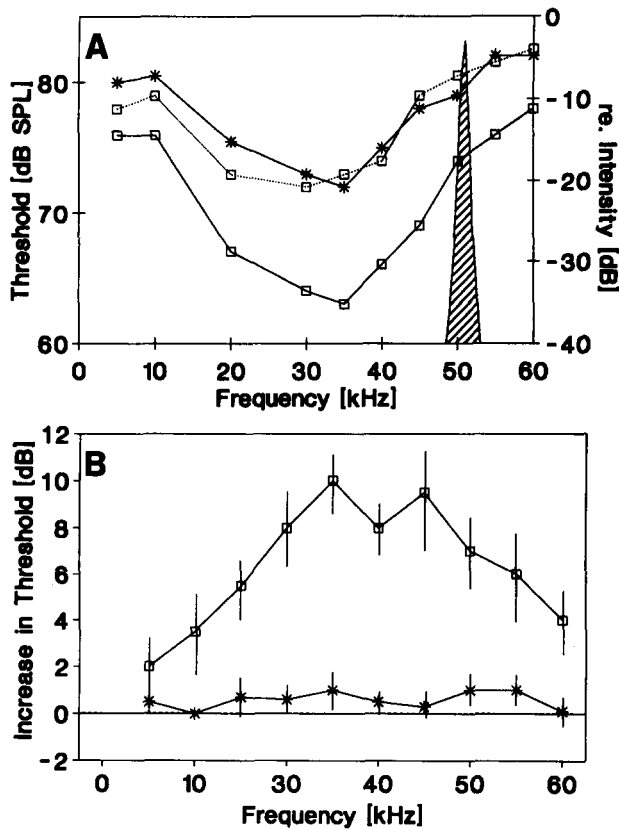 A
Threshold [dB SPL]
80
70
60
0
-10
-20
-30
-40
re. Intensity [dB]
0 10 20 30 40 50 60
Frequency [kHz]
B
Increase in Threshold [dB]
12
10
8
6
4
2
0
-2
0 10 20 30 40 50 60
Frequency [kHz]